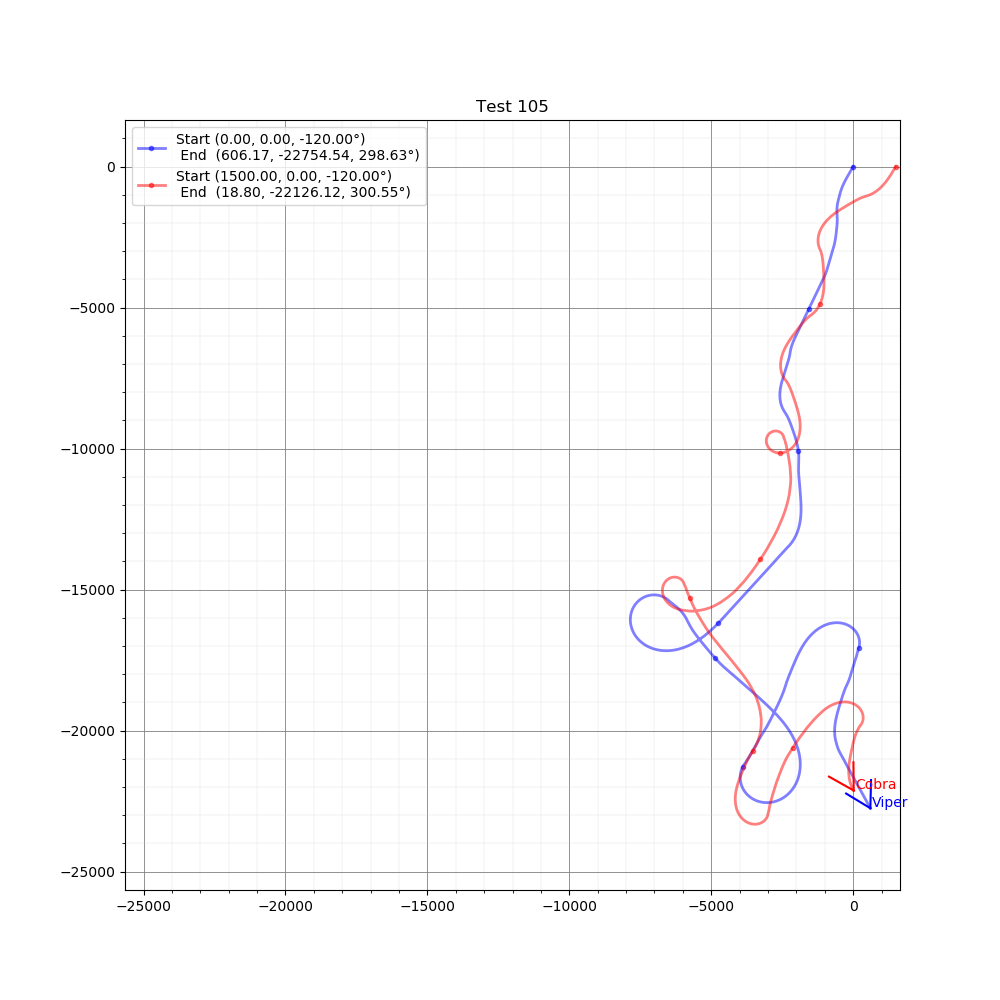 Test 105
Start (0.00, 0.00, -120.00°)
End (606.17, -22754.54, 298.63°)
Start (1500.00, 0.00, -120.00°)
End (18.80, -22126.12, 300.55°)
0
−5000
−10000
−15000
−20000
−25000
Cobra
Viper
−25000 −20000 −15000 −10000 −5000 0